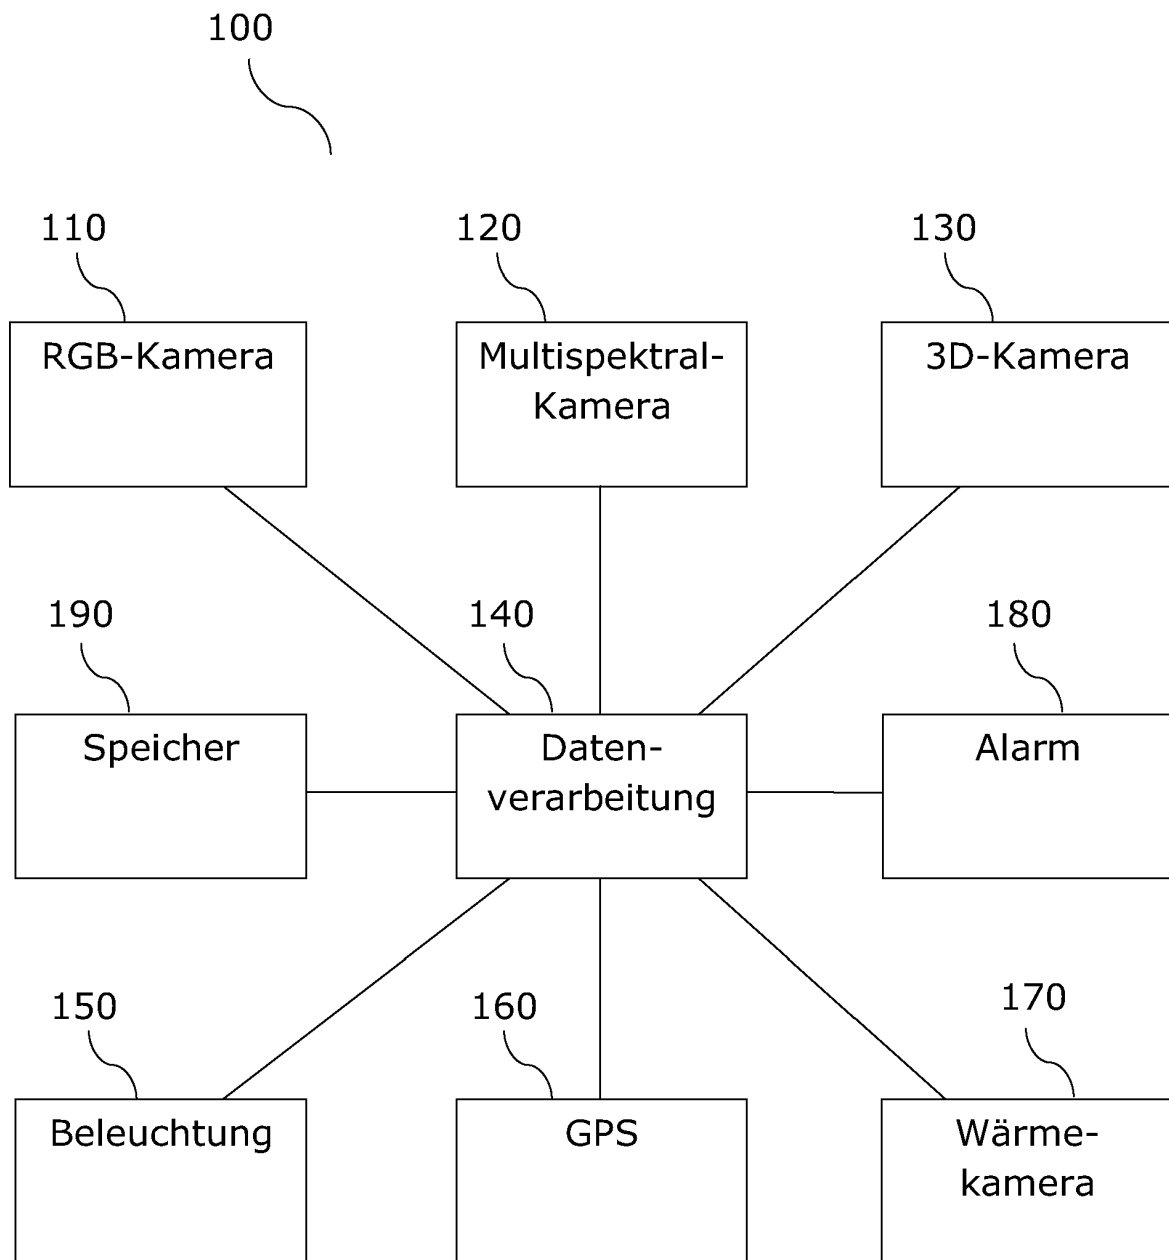 100
110
120
130
RGB-Kamera
Multispektral-
Kamera
3D-Kamera
190
140
180
Speicher
Daten-
verarbeitung
Alarm
150
160
170
Beleuchtung
GPS
Wärme-
kamera